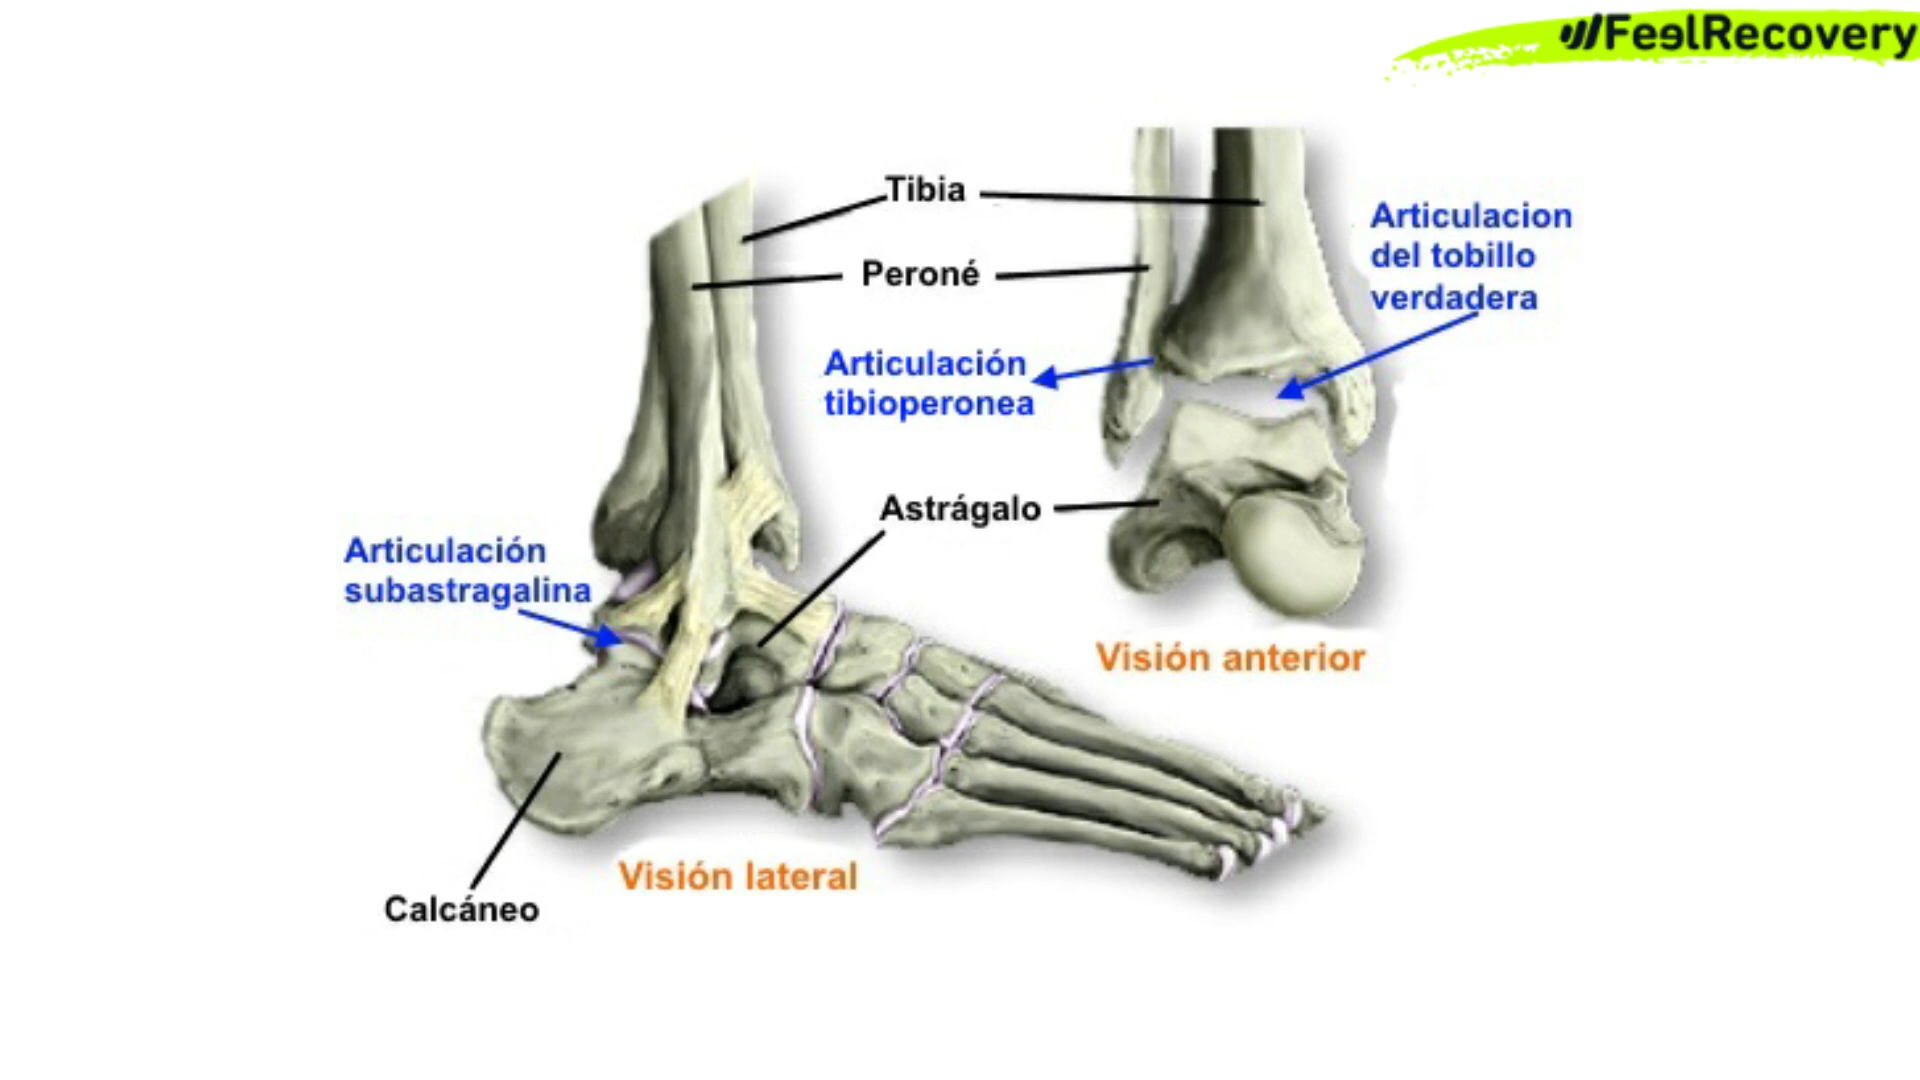 FeelRecovery
Tibia
Articulacion
del tobillo
verdadera
Peroné
Articulación
tibioperonea
Astrágalo
Articulación
subastragalina
Visión anterior
Visión lateral
Calcáneo